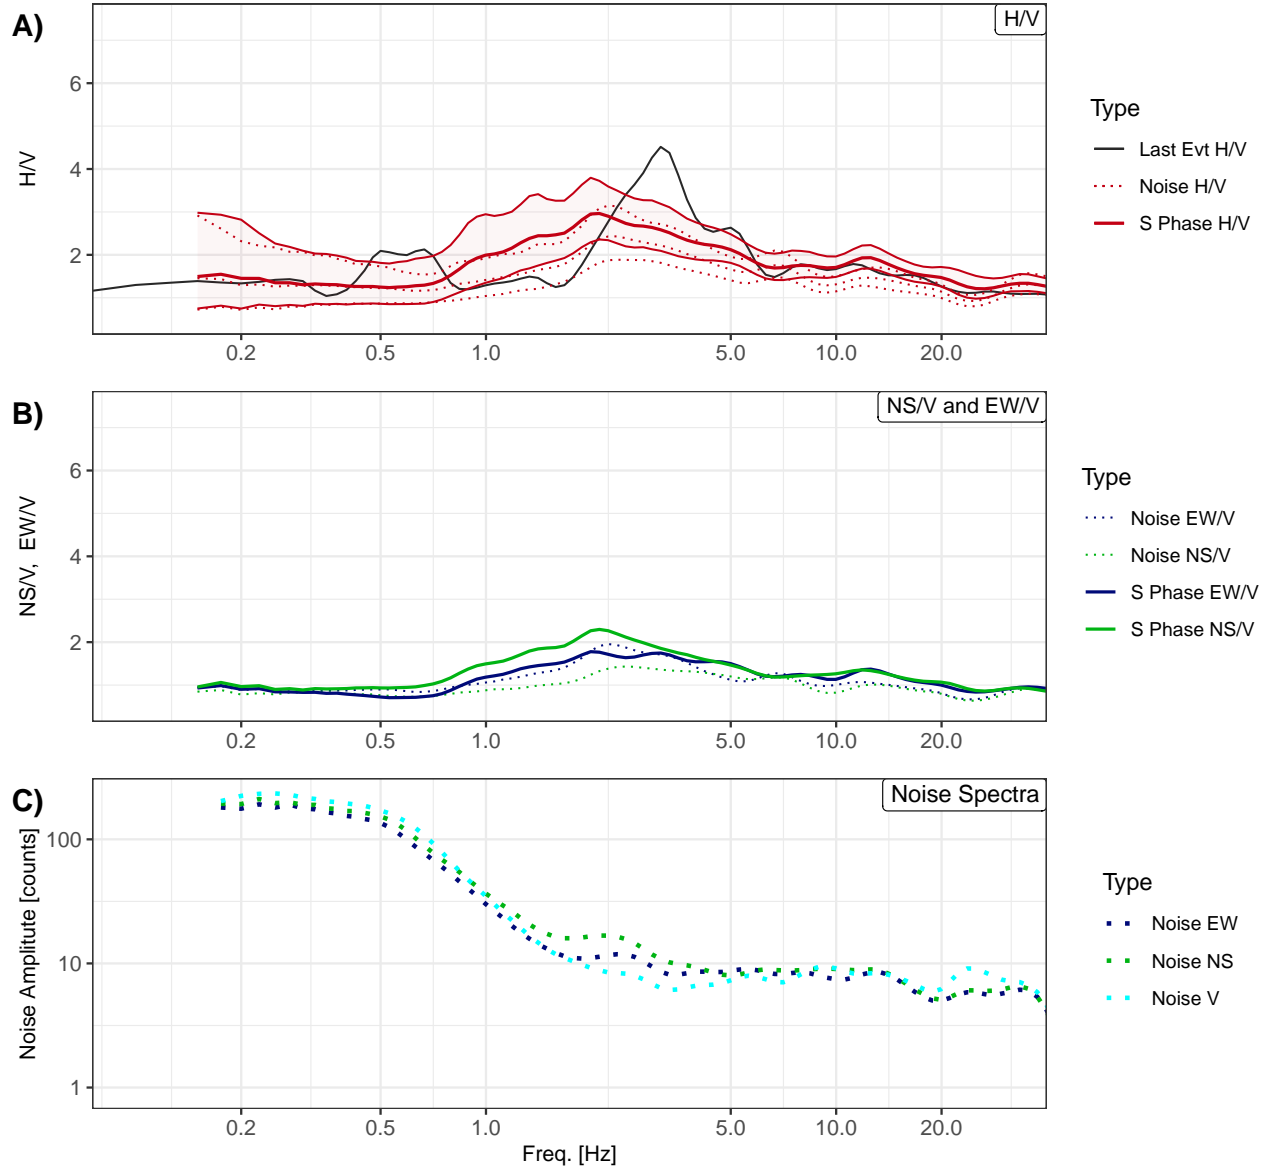 A)
H/V
H/V
6
4
2
0.2 0.5 1.0 5.0 10.0 20.0
Type
Last Evt H/V
Noise H/V
S Phase H/V
B)
NS/V and EW/V
NS/V,  EW/V
6
4
2
0.2 0.5 1.0 5.0 10.0 20.0
Type
Noise EW/V
Noise NS/V
S Phase EW/V
S Phase NS/V
C)
Noise Spectra
Noise Amplitute [counts]
100
10
1
0.2 0.5 1.0 5.0 10.0 20.0
Freq. [Hz]
Type
Noise EW
Noise NS
Noise V